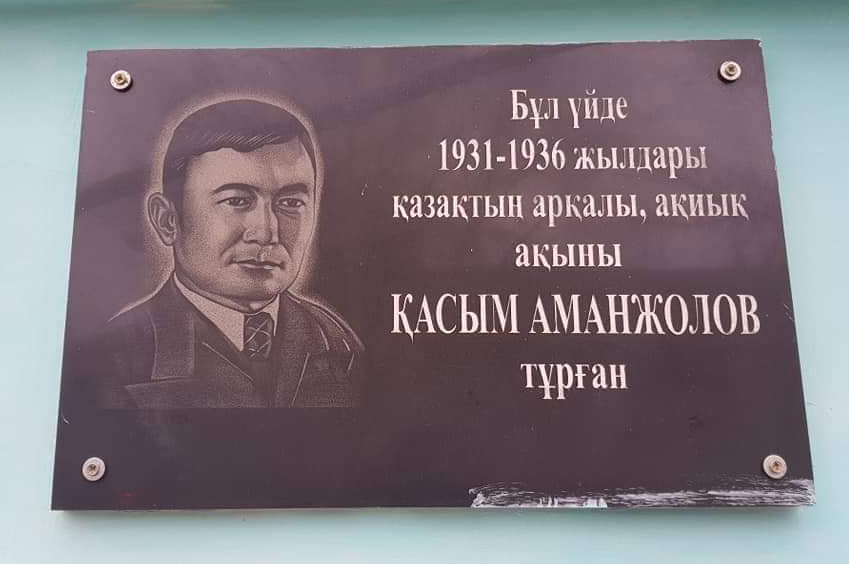 Бұл үйде
1931-1936 жылдары
қазақтың арқалы, ақиық
ақыны
ҚАСЫМ АМАНЖОЛОВ
тұрған